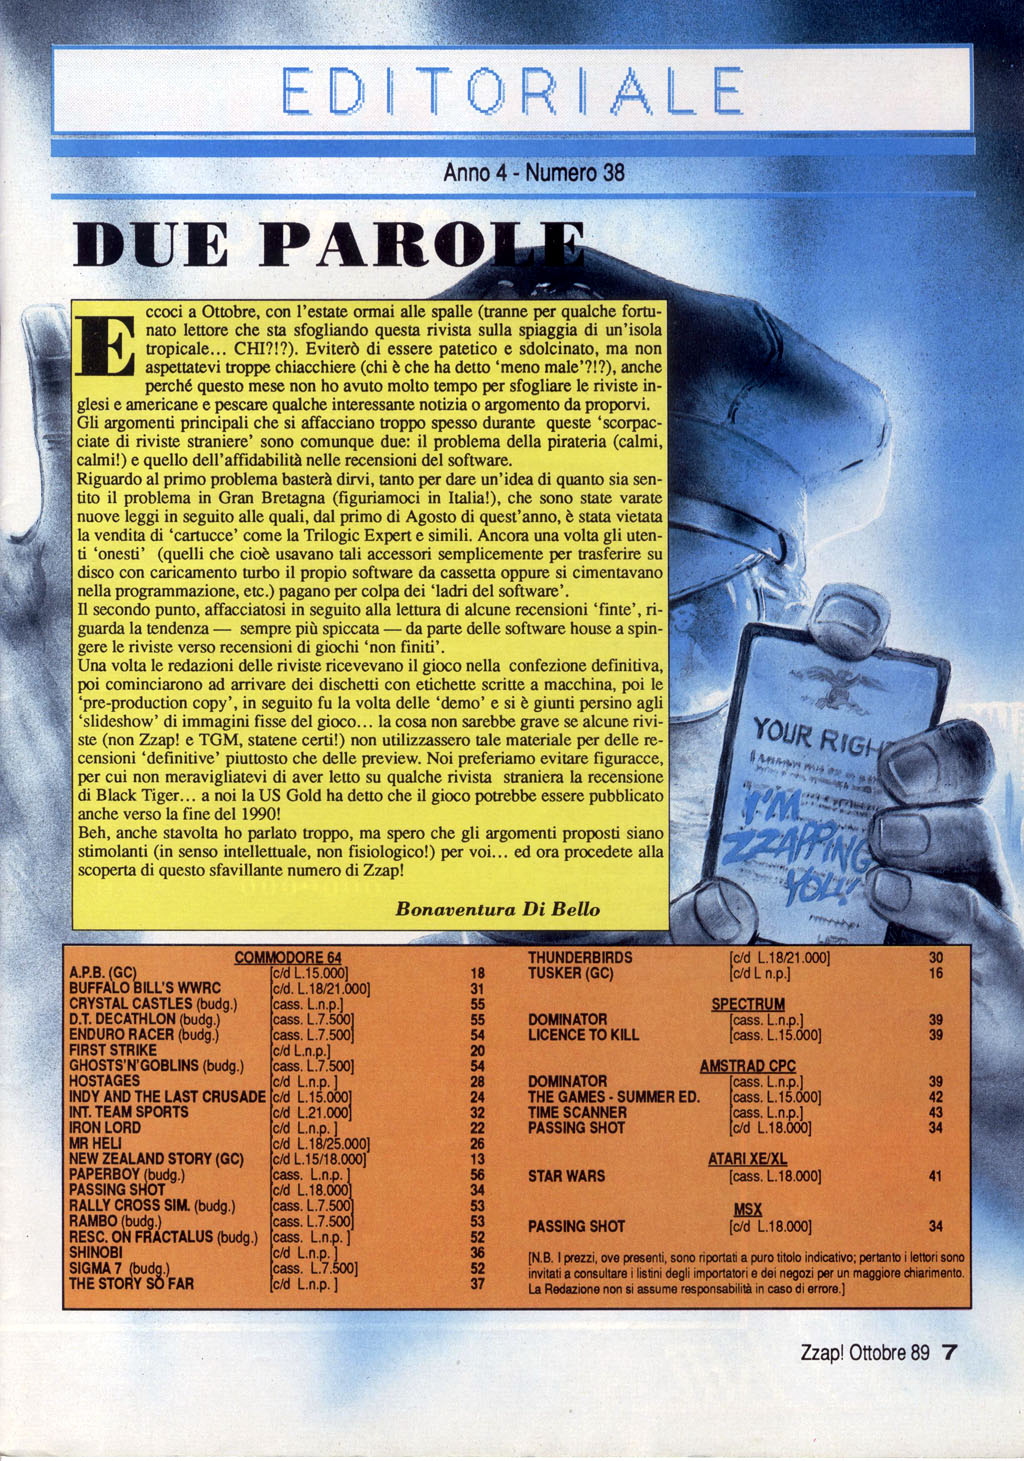 EDITORIALE
Anno 4 - Numero 38
DUE PAROLE
Eccoci a Ottobre, con l'estate ormai alle spalle (tranne per qualche fortu-
nato lettore che sta sfogliando questa rivista sulla spiaggia di un'isola
tropicale... CHI?!?). Eviterò di essere patetico e sdolcinato, ma non
aspettatevi troppe chiacchiere (chi è che ha detto 'meno male'?!?), anche
perché questo mese non ho avuto molto tempo per sfogliare le riviste in-
glesi e americane e pescare qualche interessante notizia o argomento da proporvi.
Gli argomenti principali che si affacciano troppo spesso durante queste 'scorpac-
ciate di riviste straniere' sono comunque due: il problema della pirateria (calmi,
calmi!) e quello dell'affidabilità nelle recensioni del software.
Riguardo al primo problema basterà dirvi, tanto per dare un'idea di quanto sia sen-
tito il problema in Gran Bretagna (figuriamoci in Italia!), che sono state varate
nuove leggi in seguito alle quali, dal primo di Agosto di quest'anno, è stata vietata
la vendita di 'cartucce' come la Trilogic Expert e simili. Ancora una volta gli uten-
ti 'onesti' (quelli che cioè usavano tali accessori semplicemente per trasferire su
disco con caricamento turbo il propio software da cassetta oppure si cimentavano
nella programmazione, etc.) pagano per colpa dei 'ladri del software'.
Il secondo punto, affacciatosi in seguito alla lettura di alcune recensioni 'finte', ri-
guarda la tendenza — sempre più spiccata — da parte delle software house a spin-
gere le riviste verso recensioni di giochi 'non finiti'.
Una volta le redazioni delle riviste ricevevano il gioco nella confezione definitiva,
poi cominciarono ad arrivare dei dischetti con etichette scritte a macchina, poi le
'pre-production copy', in seguito fu la volta delle 'demo' e si è giunti persino agli
'slideshow' di immagini fisse del gioco... la cosa non sarebbe grave se alcune rivi-
ste (non Zzap! e TGM, statene certi!) non utilizzassero tale materiale per delle re-
censioni 'definitive' piuttosto che delle preview. Noi preferiamo evitare figuracce,
per cui non meravigliatevi di aver letto su qualche rivista straniera la recensione
di Black Tiger... a noi la US Gold ha detto che il gioco potrebbe essere pubblicato
anche verso la fine del 1990!
Beh, anche stavolta ho parlato troppo, ma spero che gli argomenti proposti siano
stimolanti (in senso intellettuale, non fisiologico!) per voi... ed ora procedete alla
scoperta di questo sfavillante numero di Zzap!
Bonaventura Di Bello
YOUR RIGH
I'M
ZZAPPING
YOU!
COMMODORE 64
A.P.B. (GC) [c/d L.15.000] 18
BUFFALO BILL'S WWRC [c/d. L.18/21.000] 31
CRYSTAL CASTLES (budg.) [cass. L.n.p.] 55
D.T. DECATHLON (budg.) [cass. L.7.500] 55
ENDURO RACER (budg.) [cass. L.7.500] 54
FIRST STRIKE [c/d L.n.p.] 20
GHOSTS'N'GOBLINS (budg.) [cass. L.7.500] 54
HOSTAGES [c/d L.n.p. ] 28
INDY AND THE LAST CRUSADE [c/d L.15.000] 24
INT. TEAM SPORTS [c/d L.21.000] 32
IRON LORD [c/d L.n.p. ] 22
MR HELI [c/d L.18/25.000] 26
NEW ZEALAND STORY (GC) [c/d L.15/18.000] 13
PAPERBOY (budg.) [cass. L.n.p. ] 56
PASSING SHOT [c/d L.18.000] 34
RALLY CROSS SIM. (budg.) [cass. L.7.500] 53
RAMBO (budg.) [cass. L.7.500] 53
RESC. ON FRACTALUS (budg.) [cass. L.n.p. ] 52
SHINOBI [c/d L.n.p. ] 36
SIGMA 7 (budg.) [cass. L.7.500] 52
THE STORY SO FAR [c/d L.n.p. ] 37
THUNDERBIRDS [c/d L.18/21.000] 30
TUSKER (GC) [c/d L n.p.] 16
SPECTRUM
DOMINATOR [cass. L.n.p.] 39
LICENCE TO KILL [cass. L.15.000] 39
AMSTRAD CPC
DOMINATOR [cass. L.n.p.] 39
THE GAMES - SUMMER ED. [cass. L.15.000] 42
TIME SCANNER [cass. L.n.p.] 43
PASSING SHOT [c/d L.18.000] 34
ATARI XE/XL
STAR WARS [cass. L.18.000] 41
MSX
PASSING SHOT [c/d L.18.000] 34
[N.B. I prezzi, ove presenti, sono riportati a puro titolo indicativo; pertanto i lettori sono
invitati a consultare i listini degli importatori e dei negozi per un maggiore chiarimento.
La Redazione non si assume responsabilità in caso di errore.]
Zzap! Ottobre 89 7